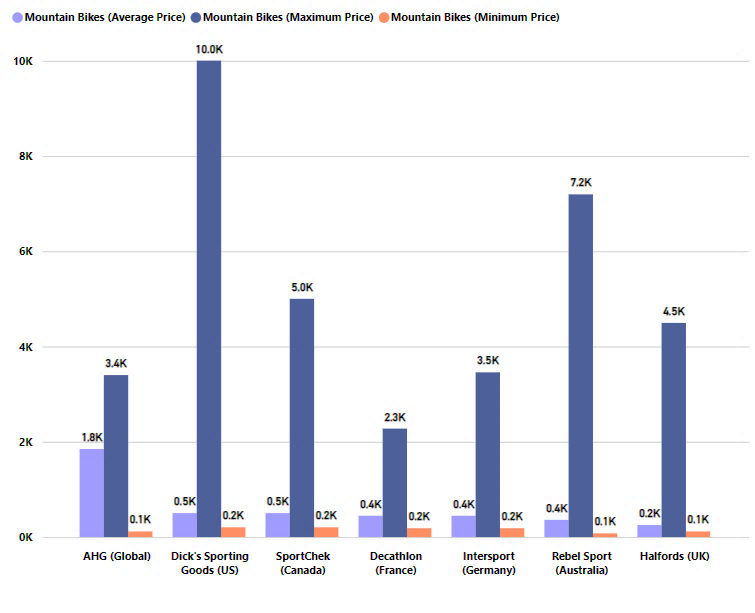 Mountain Bikes (Average Price) Mountain Bikes (Maximum Price) Mountain Bikes (Minimum Price)
10K
8K
6K
4K
2K
0K
1.8K
3.4K
0.1K
0.5K
10.0K
0.2K
0.5K
5.0K
0.2K
0.4K
2.3K
0.2K
0.4K
3.5K
0.2K
0.4K
7.2K
0.1K
0.2K
4.5K
0.1K
AHG (Global)
Dick's Sporting
Goods (US)
SportChek
(Canada)
Decathlon
(France)
Intersport
(Germany)
Rebel Sport
(Australia)
Halfords (UK)